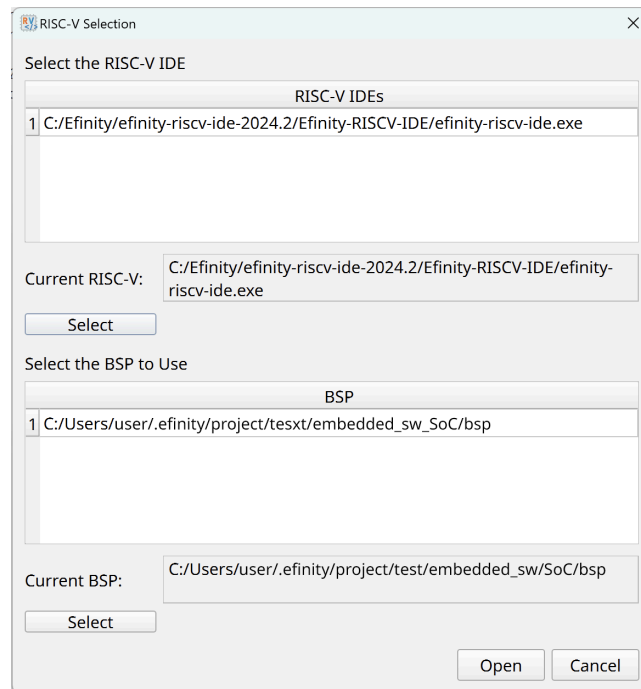 RISC-V Selection
Select the RISC-V IDE
RISC-V IDEs
1 C:/Efinity/efinity-riscv-ide-2024.2/Efinity-RISCV-IDE/efinity-riscv-ide.exe
Current RISC-V:
C:/Efinity/efinity-riscv-ide-2024.2/Efinity-RISCV-IDE/efinity-
riscv-ide.exe
Select
Select the BSP to Use
BSP
1 C:/Users/user/.efinity/project/tesxt/embedded_sw_SoC/bsp
Current BSP:
C:/Users/user/.efinity/project/test/embedded_sw/SoC/bsp
Select
Open Cancel